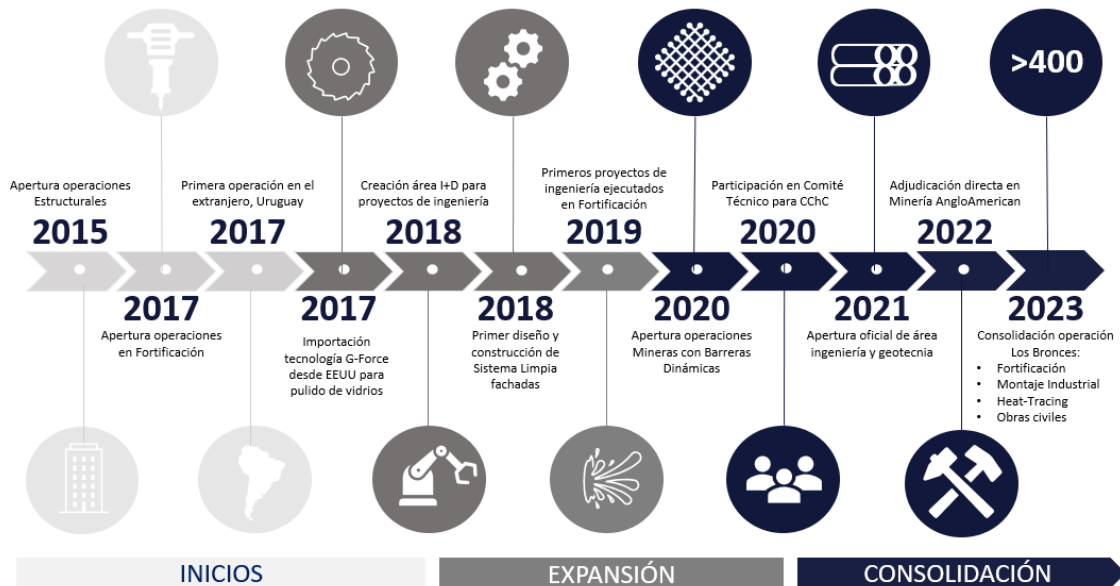 >400
Apertura operaciones
Estructurales
2015
Primera operación en el
extranjero, Uruguay
2017
Creación área I+D para
proyectos de ingeniería
2018
Primeros proyectos de
ingeniería ejecutados
en Fortificación
2019
Participación en Comité
Técnico para CChC
2020
Adjudicación directa en
Minería AngloAmerican
2022
2017
Apertura operaciones
en Fortificación
2017
Importación
tecnología G-Force
desde EEUU para
pulido de vidrios
2018
Primer diseño y
construcción de
Sistema Limpia
fachadas
2020
Apertura operaciones
Mineras con Barreras
Dinámicas
2021
Apertura oficial de área
ingeniería y geotecnia
2023
Consolidación operación
Los Bronces:
• Fortificación
• Montaje Industrial
• Heat-Tracing
• Obras civiles
INICIOS
EXPANSIÓN
CONSOLIDACIÓN